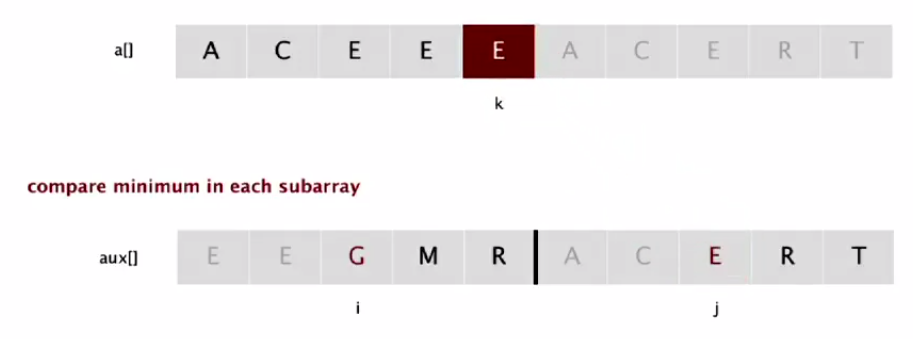 a[] A C E E E A C E R T
k
compare minimum in each subarray
aux[] E E G M R A C E R T
i j